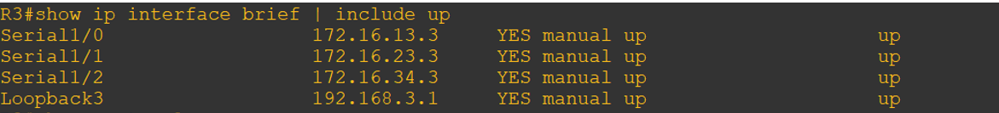 R3#show ip interface brief | include up
Serial1/0 172.16.13.3 YES manual up up
Serial1/1 172.16.23.3 YES manual up up
Serial1/2 172.16.34.3 YES manual up up
Loopback3 192.168.3.1 YES manual up up